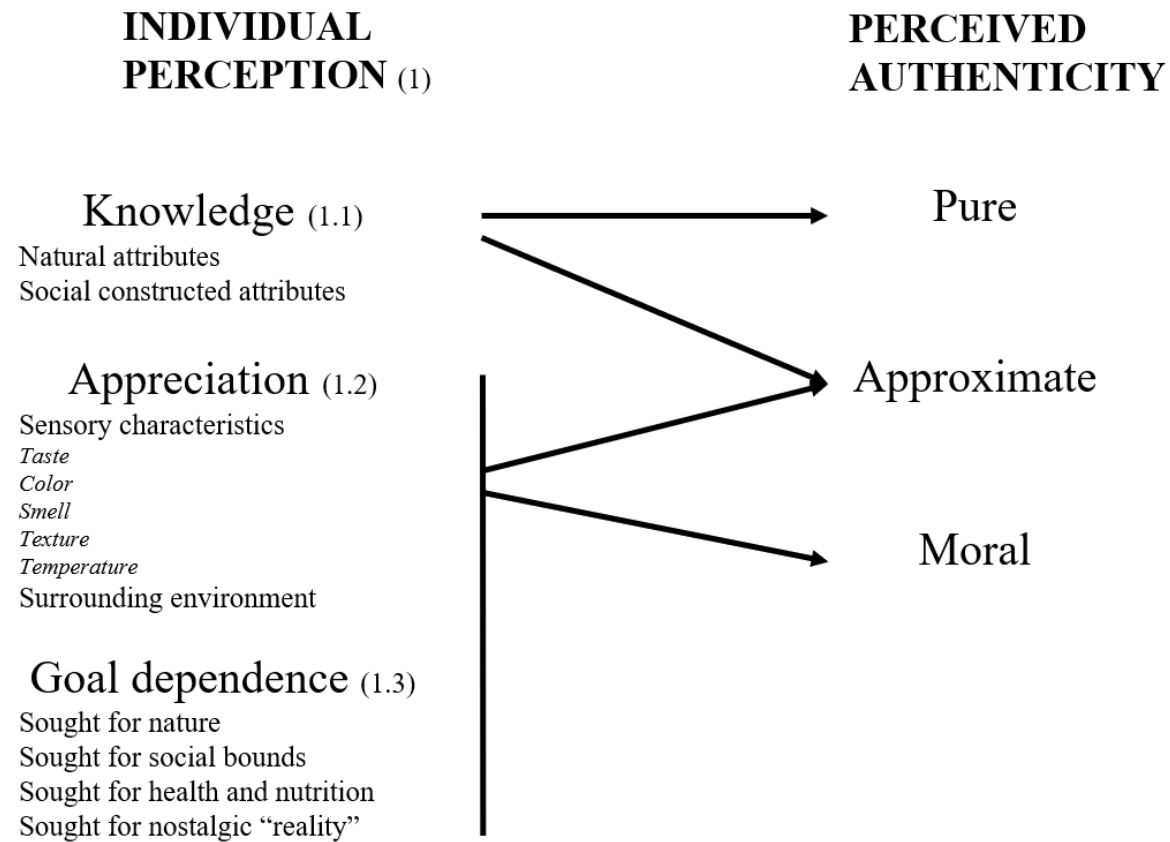 INDIVIDUAL
PERCEPTION (1)
PERCEIVED
AUTHENTICITY
Knowledge (1.1)
Natural attributes
Social constructed attributes
Appreciation (1.2)
Sensory characteristics
Taste
Color
Smell
Texture
Temperature
Surrounding environment
Goal dependence (1.3)
Sought for nature
Sought for social bounds
Sought for health and nutrition
Sought for nostalgic “reality”
Pure
Approximate
Moral